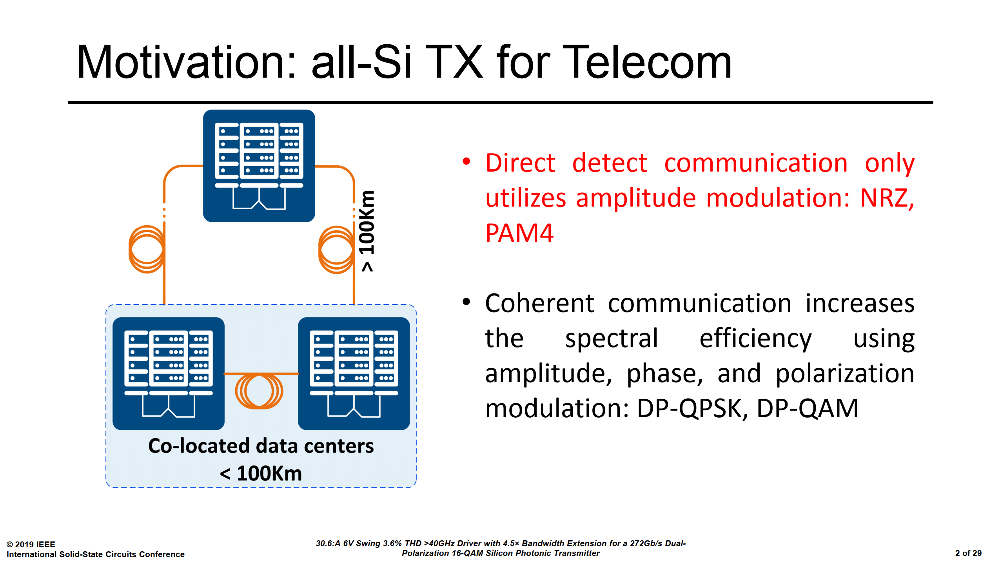 Motivation: all-Si TX for Telecom
> 100Km
Co-located data centers
< 100Km
• Direct detect communication only
utilizes amplitude modulation: NRZ,
PAM4
• Coherent communication increases
the spectral efficiency using
amplitude, phase, and polarization
modulation: DP-QPSK, DP-QAM
© 2019 IEEE
International Solid-State Circuits Conference
30.6:A 6V Swing 3.6% THD >40GHz Driver with 4.5× Bandwidth Extension for a 272Gb/s Dual-
Polarization 16-QAM Silicon Photonic Transmitter
2 of 29